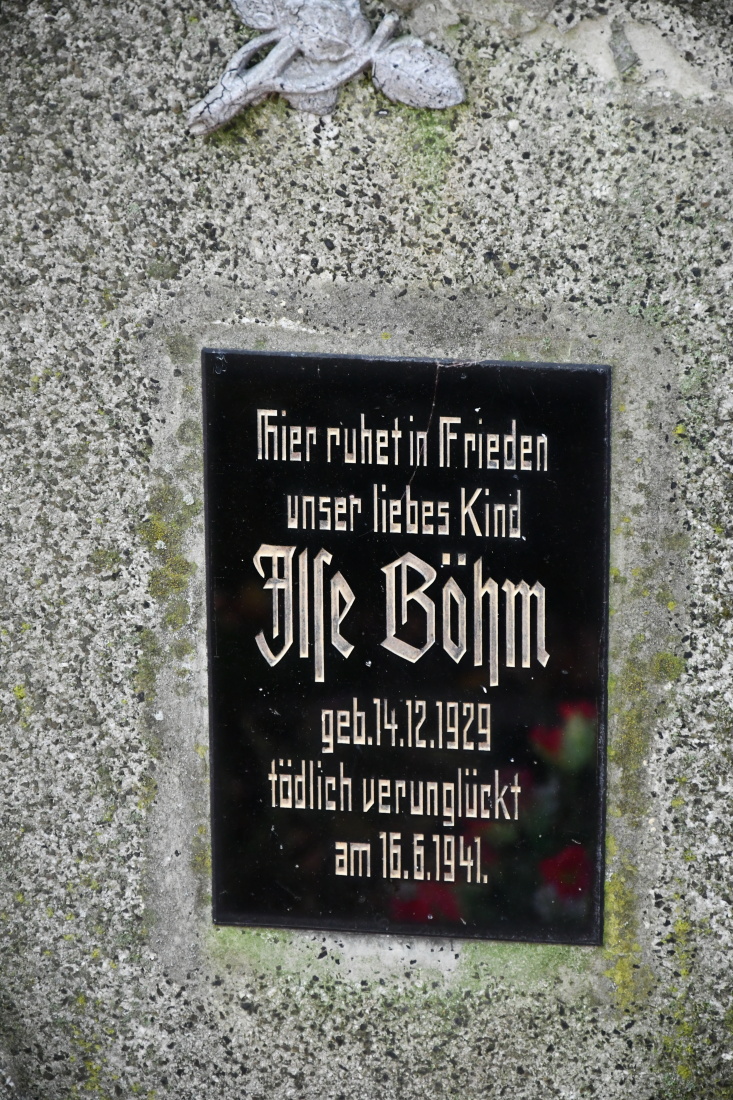 Hier ruhet in Frieden
unser liebes Kind
Ilse Böhm
geb. 14.12.1929
tödlich verunglückt
am 16.6.1941.